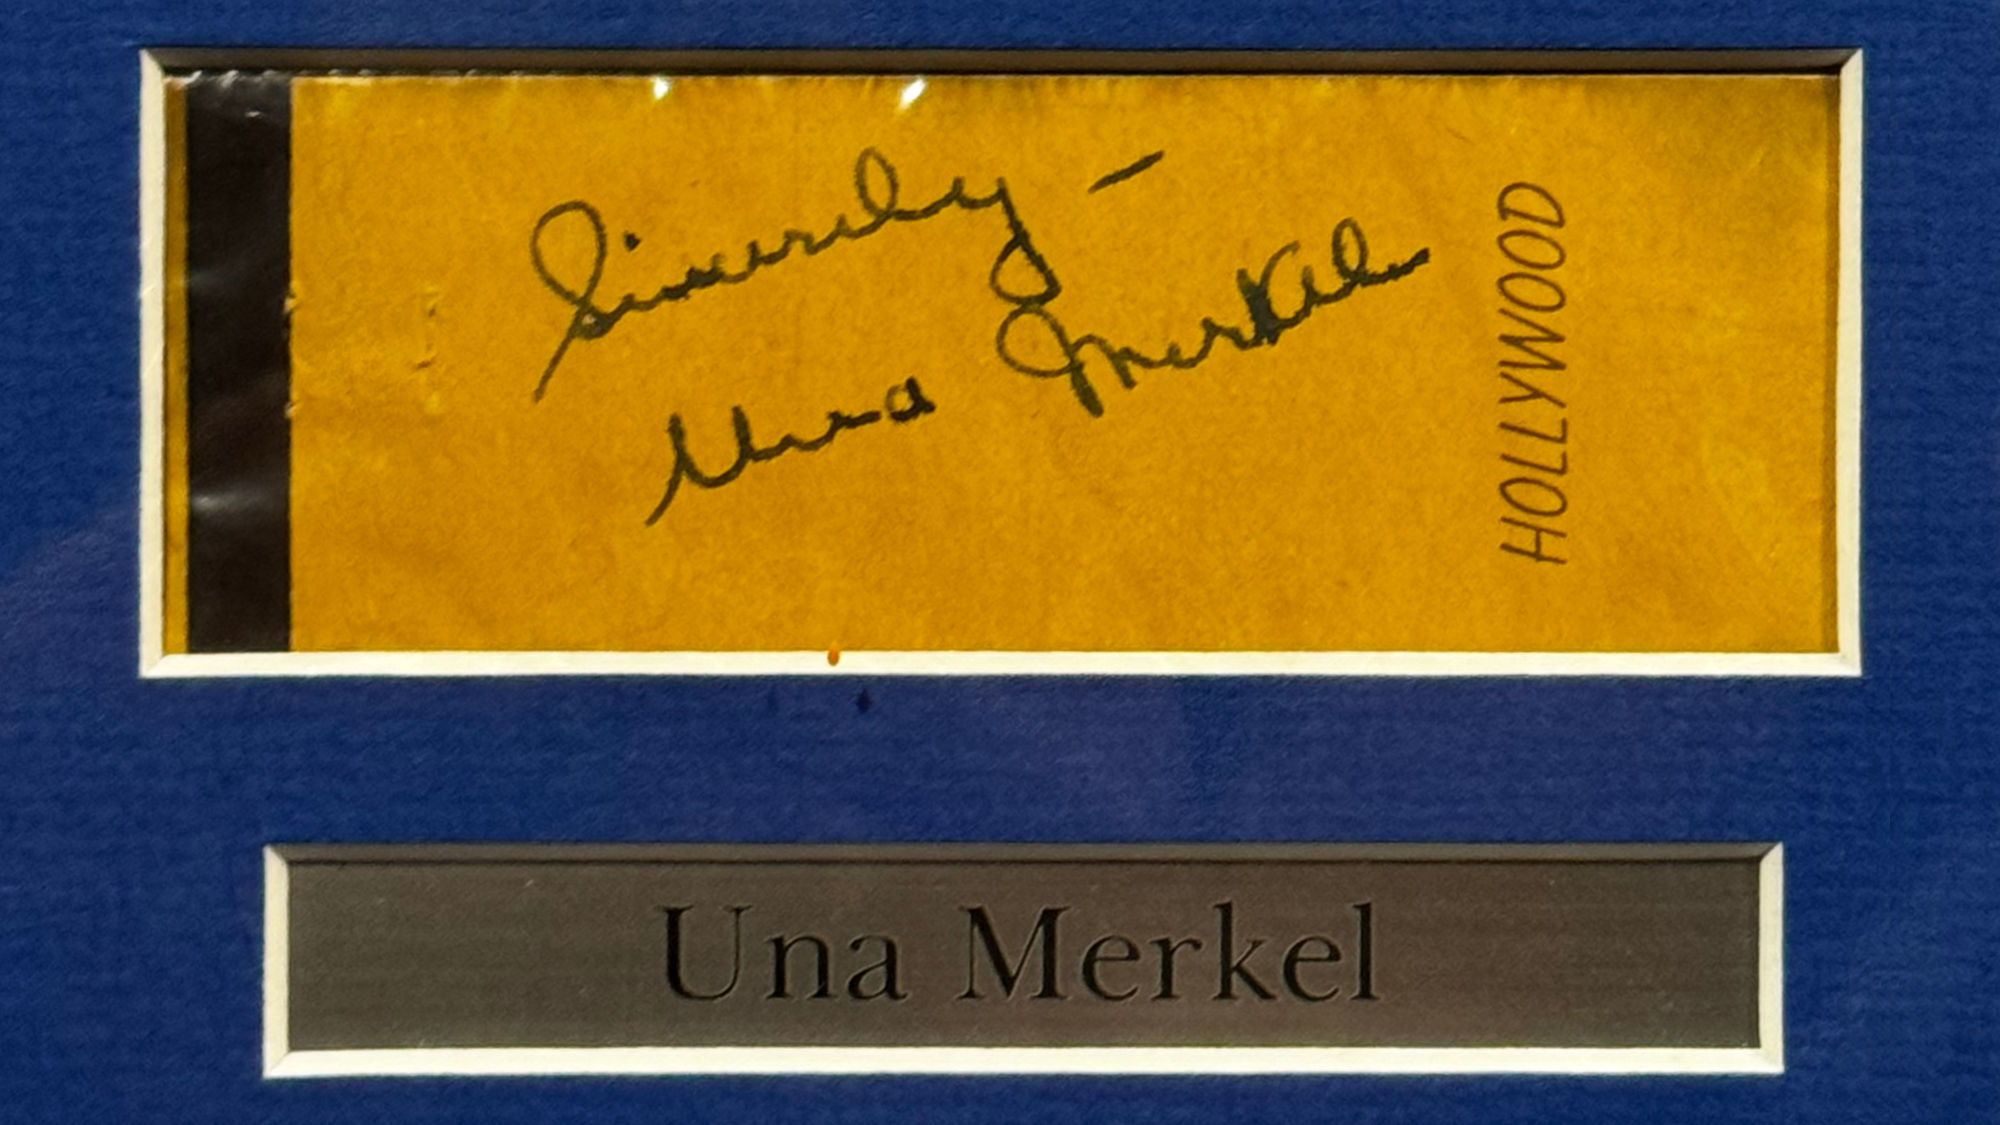 Sincerely –
Una Merkel
HOLLYWOOD
Una Merkel